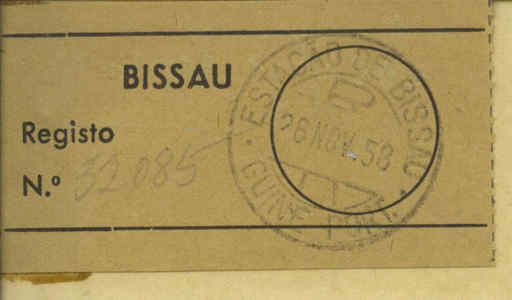 BISSAU
Registo
N.º 32085
ESTAÇÃO DE BISSAU
26 NOV. 58
GUINÉ PORT.